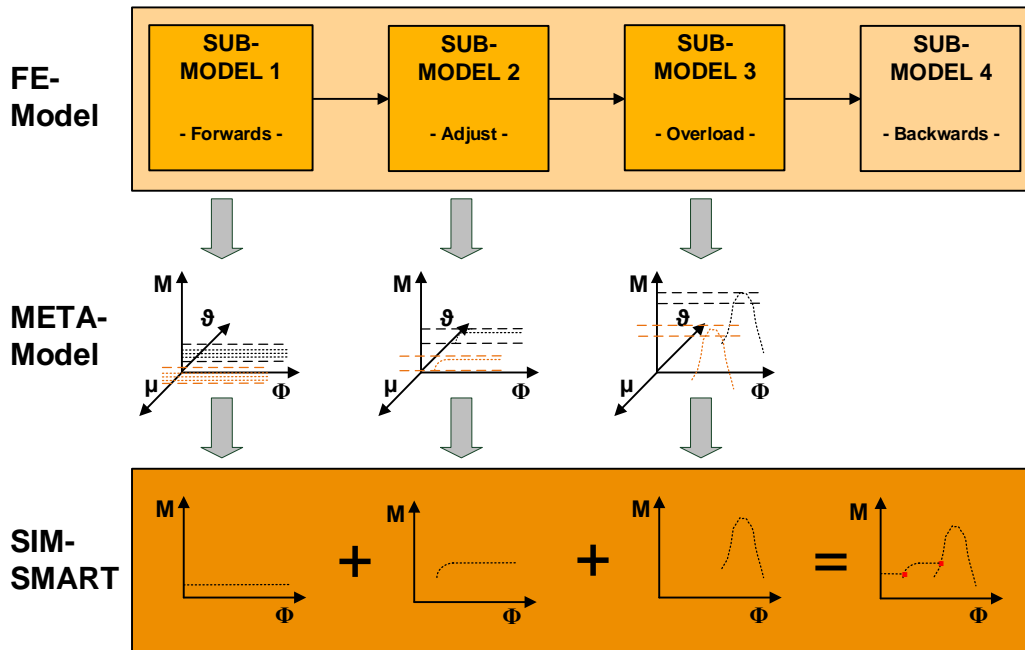 FE-
Model
SUB-
MODEL 1
- Forwards -
SUB-
MODEL 2
- Adjust -
SUB-
MODEL 3
- Overload -
SUB-
MODEL 4
- Backwards -
META-
Model
M
ϑ
μ
Φ
M
ϑ
μ
Φ
M
ϑ
μ
Φ
SIM-
SMART
M
Φ
+
M
Φ
+
M
Φ
=
M
Φ